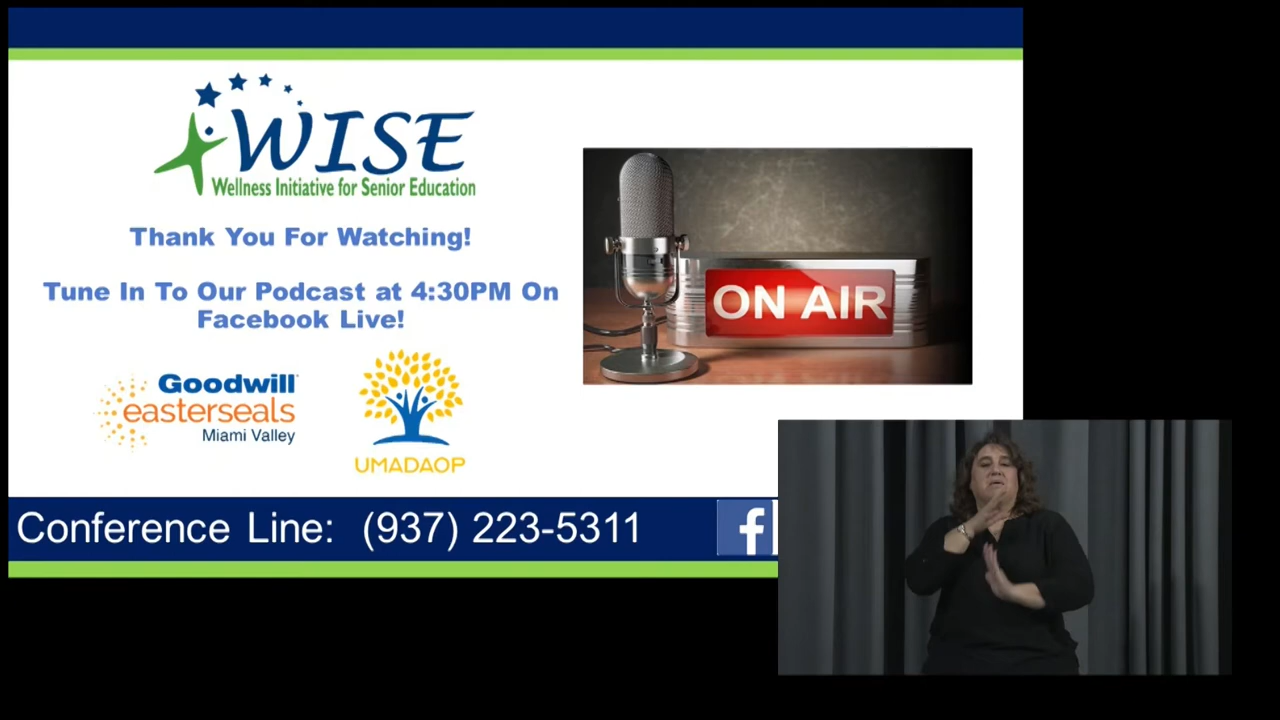 WISE
Wellness Initiative for Senior Education
Thank You For Watching!
Tune In To Our Podcast at 4:30PM On
Facebook Live!
ON AIR
Goodwill
easterseals
Miami Valley
UMADAOP
Conference Line: (937) 223-5311
f